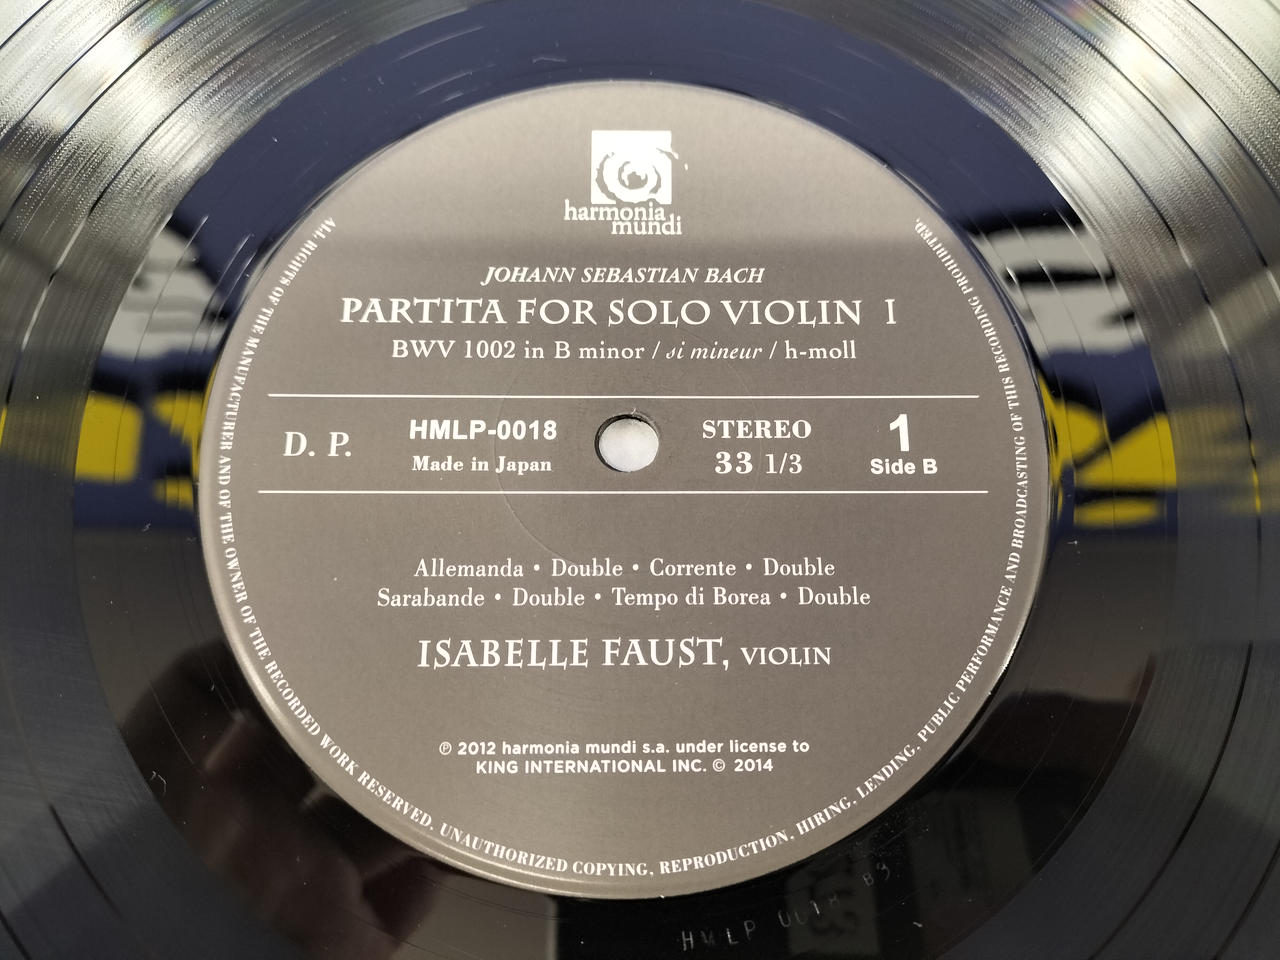 harmonia
mundi
JOHANN SEBASTIAN BACH
PARTITA FOR SOLO VIOLIN I
BWV 1002 in B minor / si mineur / h-moll
D. P.
HMLP-0018
Made in Japan
STEREO
33 1/3
1
Side B
Allemanda • Double • Corrente • Double
Sarabande • Double • Tempo di Borea • Double
ISABELLE FAUST, VIOLIN
℗ 2012 harmonia mundi s.a. under license to
KING INTERNATIONAL INC. © 2014
ALL RIGHTS OF THE MANUFACTURER AND OF THE OWNER OF THE RECORDED WORK RESERVED. UNAUTHORIZED COPYING, REPRODUCTION, HIRING, LENDING, PUBLIC PERFORMANCE AND BROADCASTING OF THIS RECORDING PROHIBITED.
HMLP 0018